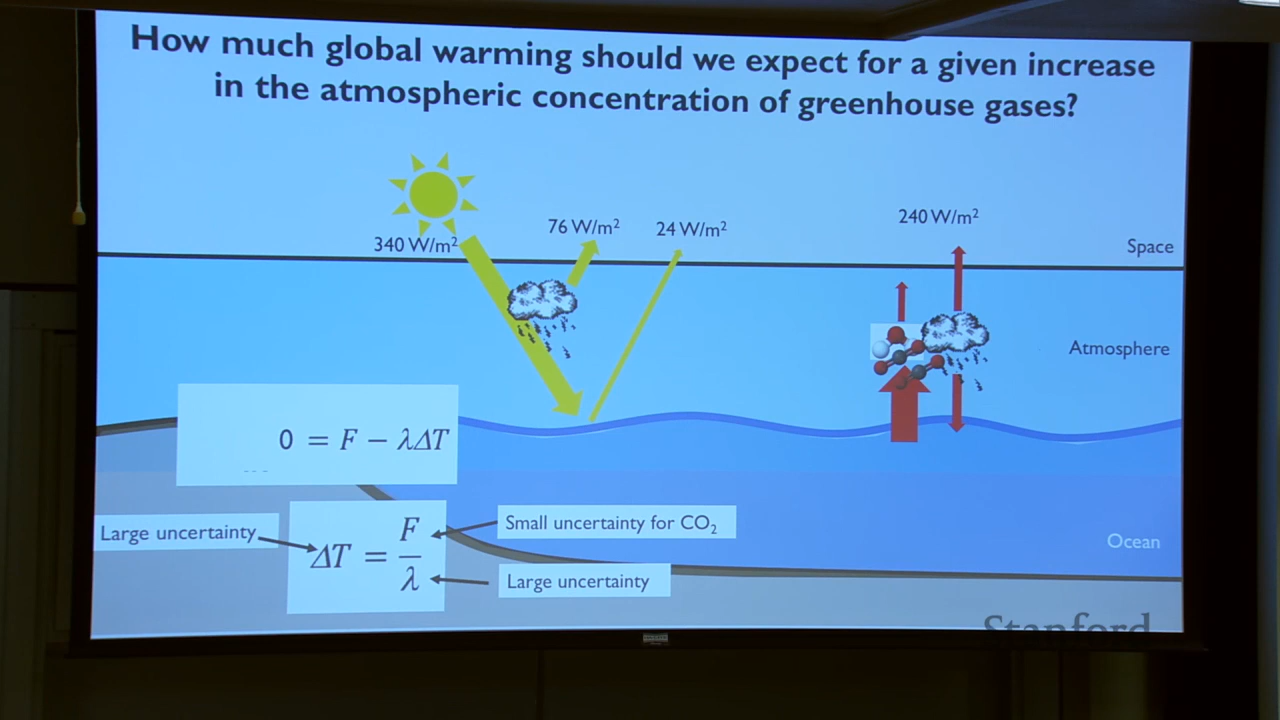 How much global warming should we expect for a given increase
in the atmospheric concentration of greenhouse gases?
340 W/m²
76 W/m²
24 W/m²
240 W/m²
Space
Atmosphere
0 = F − λΔT
Large uncertainty
ΔT = F/λ
Small uncertainty for CO₂
Large uncertainty
Ocean
Stanford